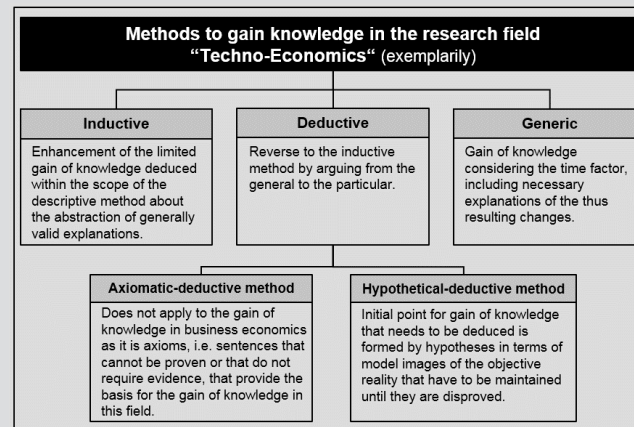 Methods to gain knowledge in the research field
“Techno-Economics“ (exemplarily)
Inductive
Enhancement of the limited
gain of knowledge deduced
within the scope of the
descriptive method about
the abstraction of generally
valid explanations.
Deductive
Reverse to the inductive
method by arguing from the
general to the particular.
Generic
Gain of knowledge
considering the time factor,
including necessary
explanations of the thus
resulting changes.
Axiomatic-deductive method
Does not apply to the gain of
knowledge in business economics
as it is axioms, i.e. sentences that
cannot be proven or that do not
require evidence, that provide the
basis for the gain of knowledge in
this field.
Hypothetical-deductive method
Initial point for gain of knowledge
that needs to be deduced is
formed by hypotheses in terms of
model images of the objective
reality that have to be maintained
until they are disproved.